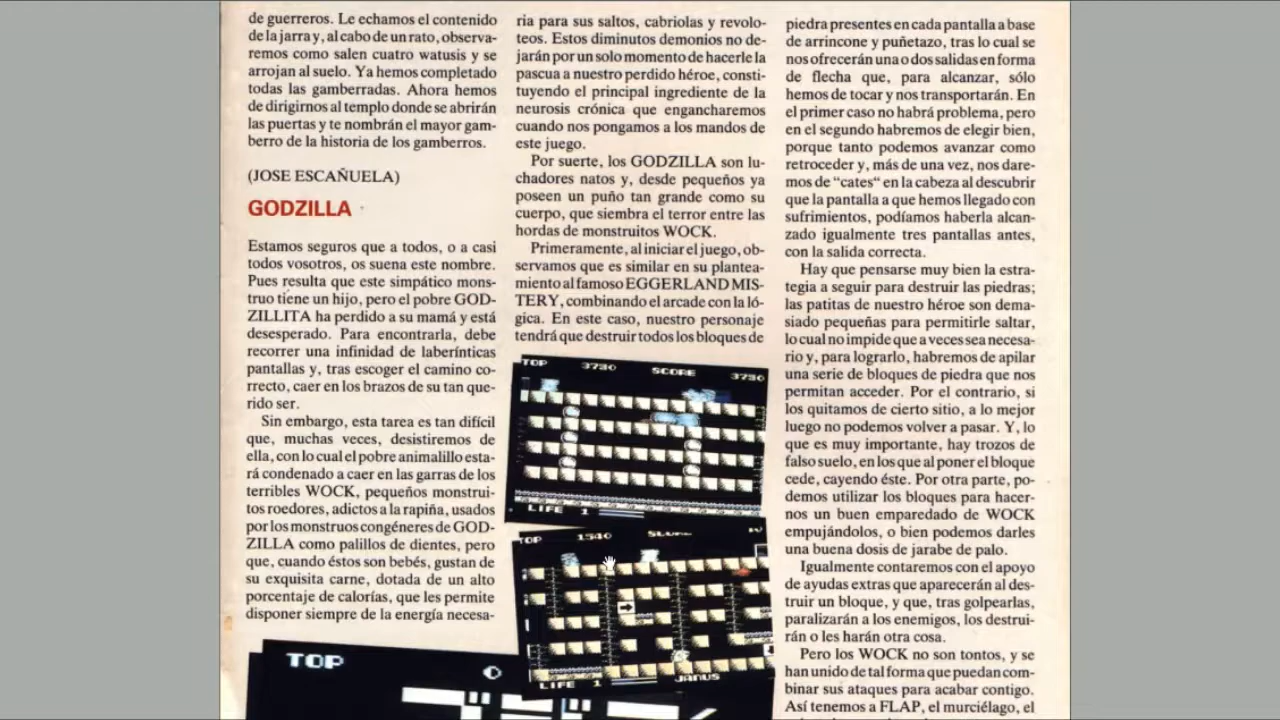 de guerreros. Le echamos el contenido
de la jarra y, al cabo de un rato, observa-
remos como salen cuatro watusis y se
arrojan al suelo. Ya hemos completado
todas las gamberradas. Ahora hemos
de dirigirnos al templo donde se abrirán
las puertas y te nombrán el mayor gam-
berro de la historia de los gamberros.
(JOSE ESCAÑUELA)
GODZILLA
Estamos seguros que a todos, o a casi
todos vosotros, os suena este nombre.
Pues resulta que este simpático mons-
truo tiene un hijo, pero el pobre GOD-
ZILLITA ha perdido a su mamá y está
desesperado. Para encontrarla, debe
recorrer una infinidad de laberínticas
pantallas y, tras escoger el camino co-
rrecto, caer en los brazos de su tan que-
rido ser.
Sin embargo, esta tarea es tan difícil
que, muchas veces, desistiremos de
ella, con lo cual el pobre animalillo esta-
rá condenado a caer en las garras de los
terribles WOCK, pequeños monstrui-
tos roedores, adictos a la rapiña, usados
por los monstruos congéneres de GOD-
ZILLA como palillos de dientes, pero
que, cuando éstos son bebés, gustan de
su exquisita carne, dotada de un alto
porcentaje de calorías, que les permite
disponer siempre de la energía necesa-
ria para sus saltos, cabriolas y revolo-
teos. Estos diminutos demonios no de-
jarán por un solo momento de hacerle la
pascua a nuestro perdido héroe, consti-
tuyendo el principal ingrediente de la
neurosis crónica que engancharemos
cuando nos pongamos a los mandos de
este juego.
Por suerte, los GODZILLA son lu-
chadores natos y, desde pequeños ya
poseen un puño tan grande como su
cuerpo, que siembra el terror entre las
hordas de monstruitos WOCK.
Primeramente, al iniciar el juego, ob-
servamos que es similar en su plantea-
miento al famoso EGGERLAND MIS-
TERY, combinando el arcade con la ló-
gica. En este caso, nuestro personaje
tendrá que destruir todos los bloques de
TOP 3730 SCORE 3730
LIFE 1
TOP 1540
LIFE 1 JANUS
TOP
piedra presentes en cada pantalla a base
de arrincone y puñetazo, tras lo cual se
nos ofrecerán una o dos salidas en forma
de flecha que, para alcanzar, sólo
hemos de tocar y nos transportarán. En
el primer caso no habrá problema, pero
en el segundo habremos de elegir bien,
porque tanto podemos avanzar como
retroceder y, más de una vez, nos dare-
mos de “cates“ en la cabeza al descubrir
que la pantalla a que hemos llegado con
sufrimientos, podíamos haberla alcan-
zado igualmente tres pantallas antes,
con la salida correcta.
Hay que pensarse muy bien la estra-
tegia a seguir para destruir las piedras;
las patitas de nuestro héroe son dema-
siado pequeñas para permitirle saltar,
lo cual no impide que a veces sea necesa-
rio y, para lograrlo, habremos de apilar
una serie de bloques de piedra que nos
permitan acceder. Por el contrario, si
los quitamos de cierto sitio, a lo mejor
luego no podemos volver a pasar. Y, lo
que es muy importante, hay trozos de
falso suelo, en los que al poner el bloque
cede, cayendo éste. Por otra parte, po-
demos utilizar los bloques para hacer-
nos un buen emparedado de WOCK
empujándolos, o bien podemos darles
una buena dosis de jarabe de palo.
Igualmente contaremos con el apoyo
de ayudas extras que aparecerán al des-
truir un bloque, y que, tras golpearlas,
paralizarán a los enemigos, los destrui-
rán o les harán otra cosa.
Pero los WOCK no son tontos, y se
han unido de tal forma que puedan com-
binar sus ataques para acabar contigo.
Así tenemos a FLAP, el murciélago, el